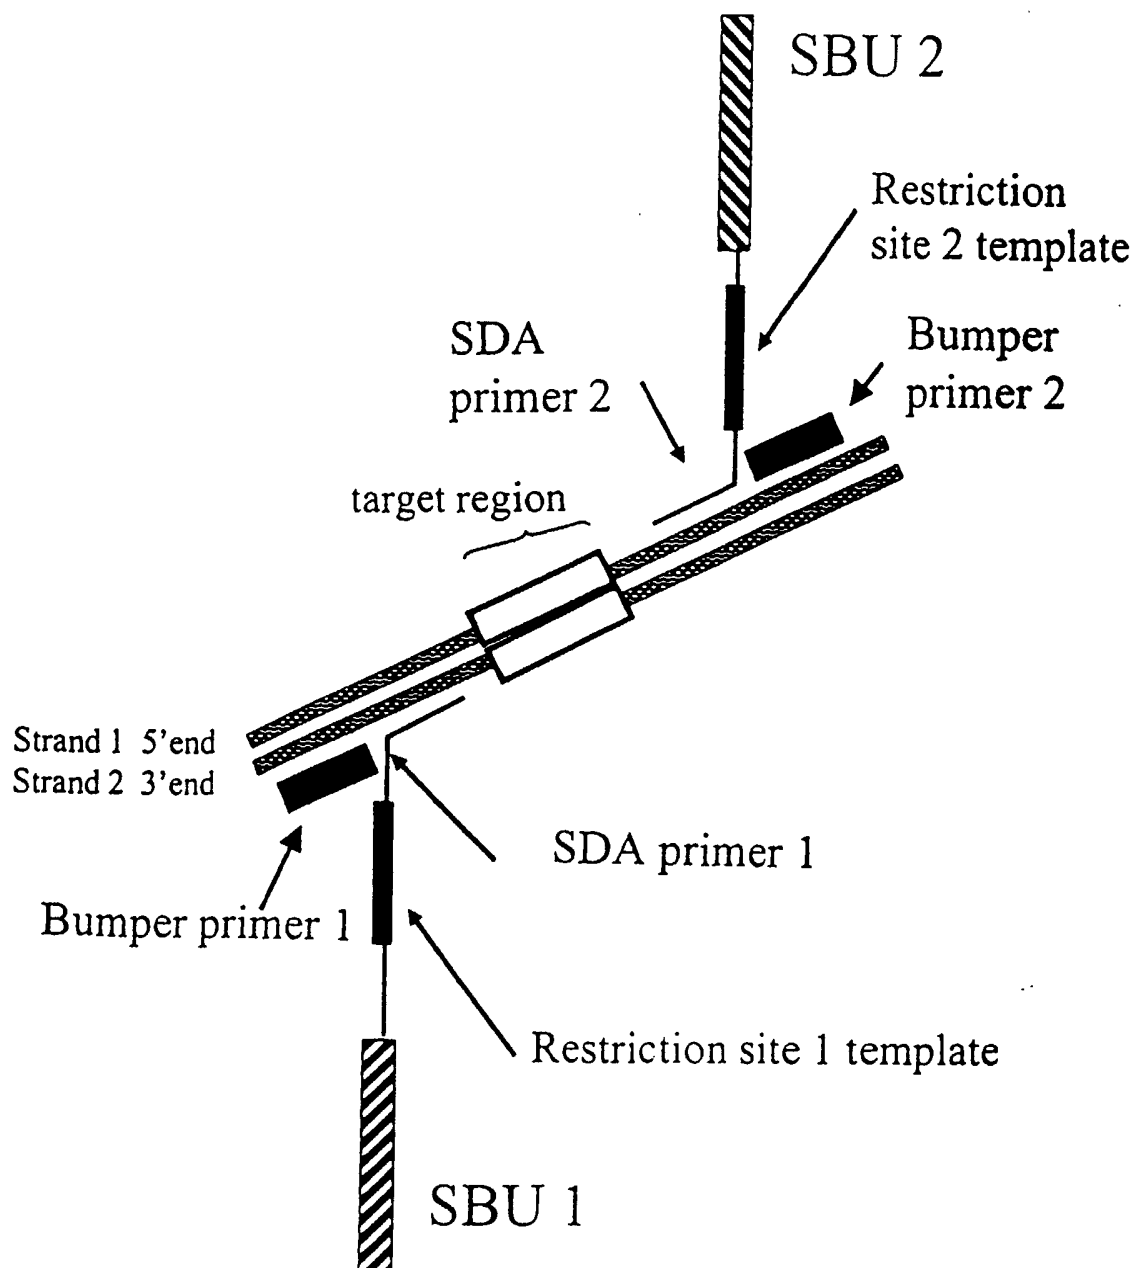 SBU 2
Restriction
site 2 template
SDA
primer 2
Bumper
primer 2
target region
Strand 1 5'end
Strand 2 3'end
SDA primer 1
Bumper primer 1
Restriction site 1 template
SBU 1